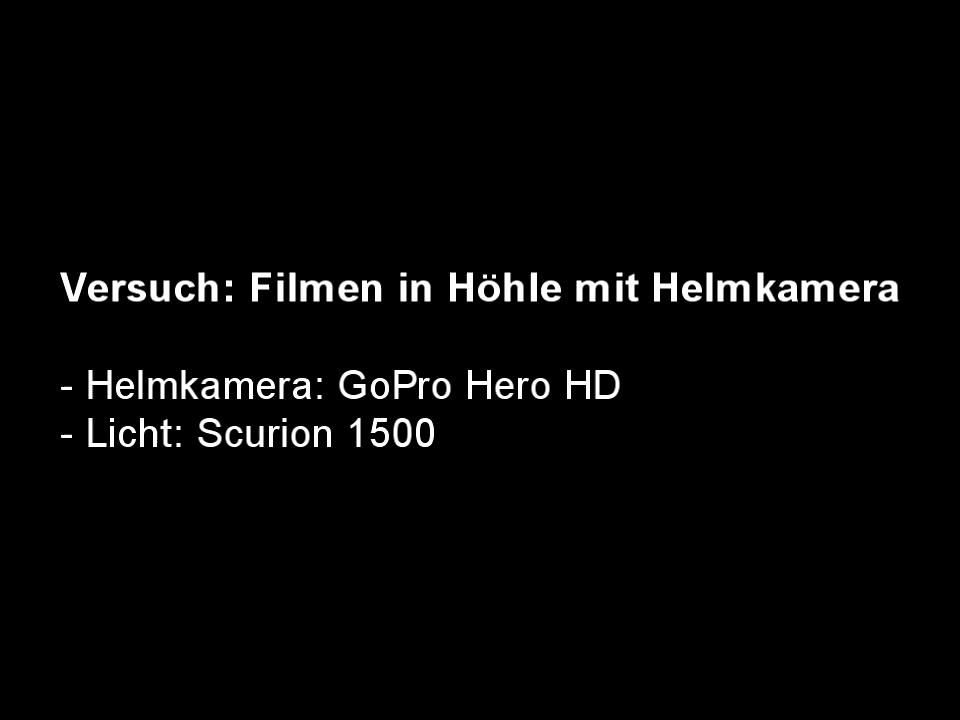 Versuch: Filmen in Höhle mit Helmkamera
- Helmkamera: GoPro Hero HD
- Licht: Scurion 1500